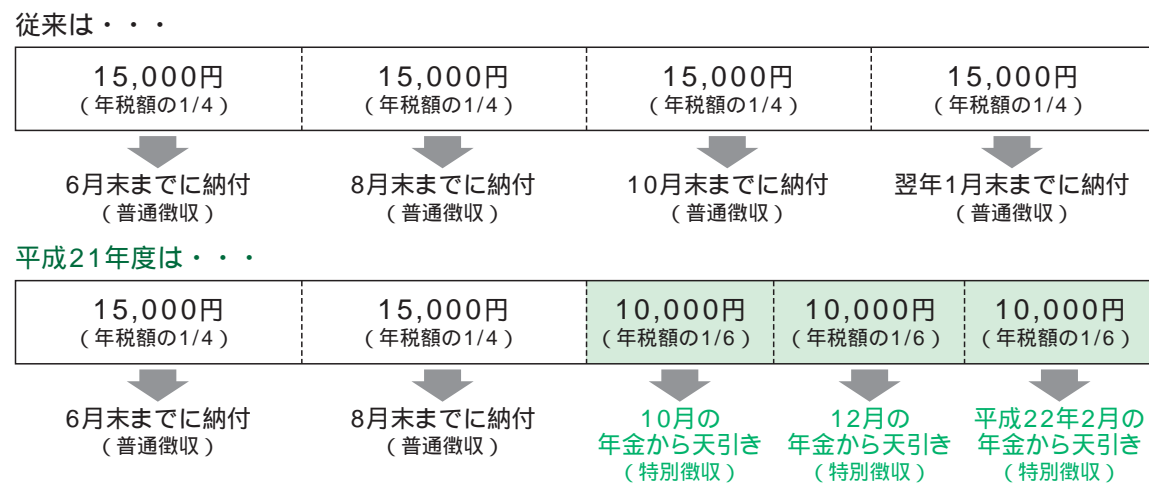 従来は・・・
15,000円 15,000円 15,000円 15,000円
（年税額の1/4） （年税額の1/4） （年税額の1/4） （年税額の1/4）
6月末までに納付 8月末までに納付 10月末までに納付 翌年1月末までに納付
（普通徴収） （普通徴収） （普通徴収） （普通徴収）
平成21年度は・・・
15,000円 15,000円 10,000円 10,000円 10,000円
（年税額の1/4） （年税額の1/4） （年税額の1/6） （年税額の1/6） （年税額の1/6）
6月末までに納付 8月末までに納付 10月の 12月の 平成22年2月の
（普通徴収） （普通徴収） 年金から天引き 年金から天引き 年金から天引き
（特別徴収） （特別徴収） （特別徴収）